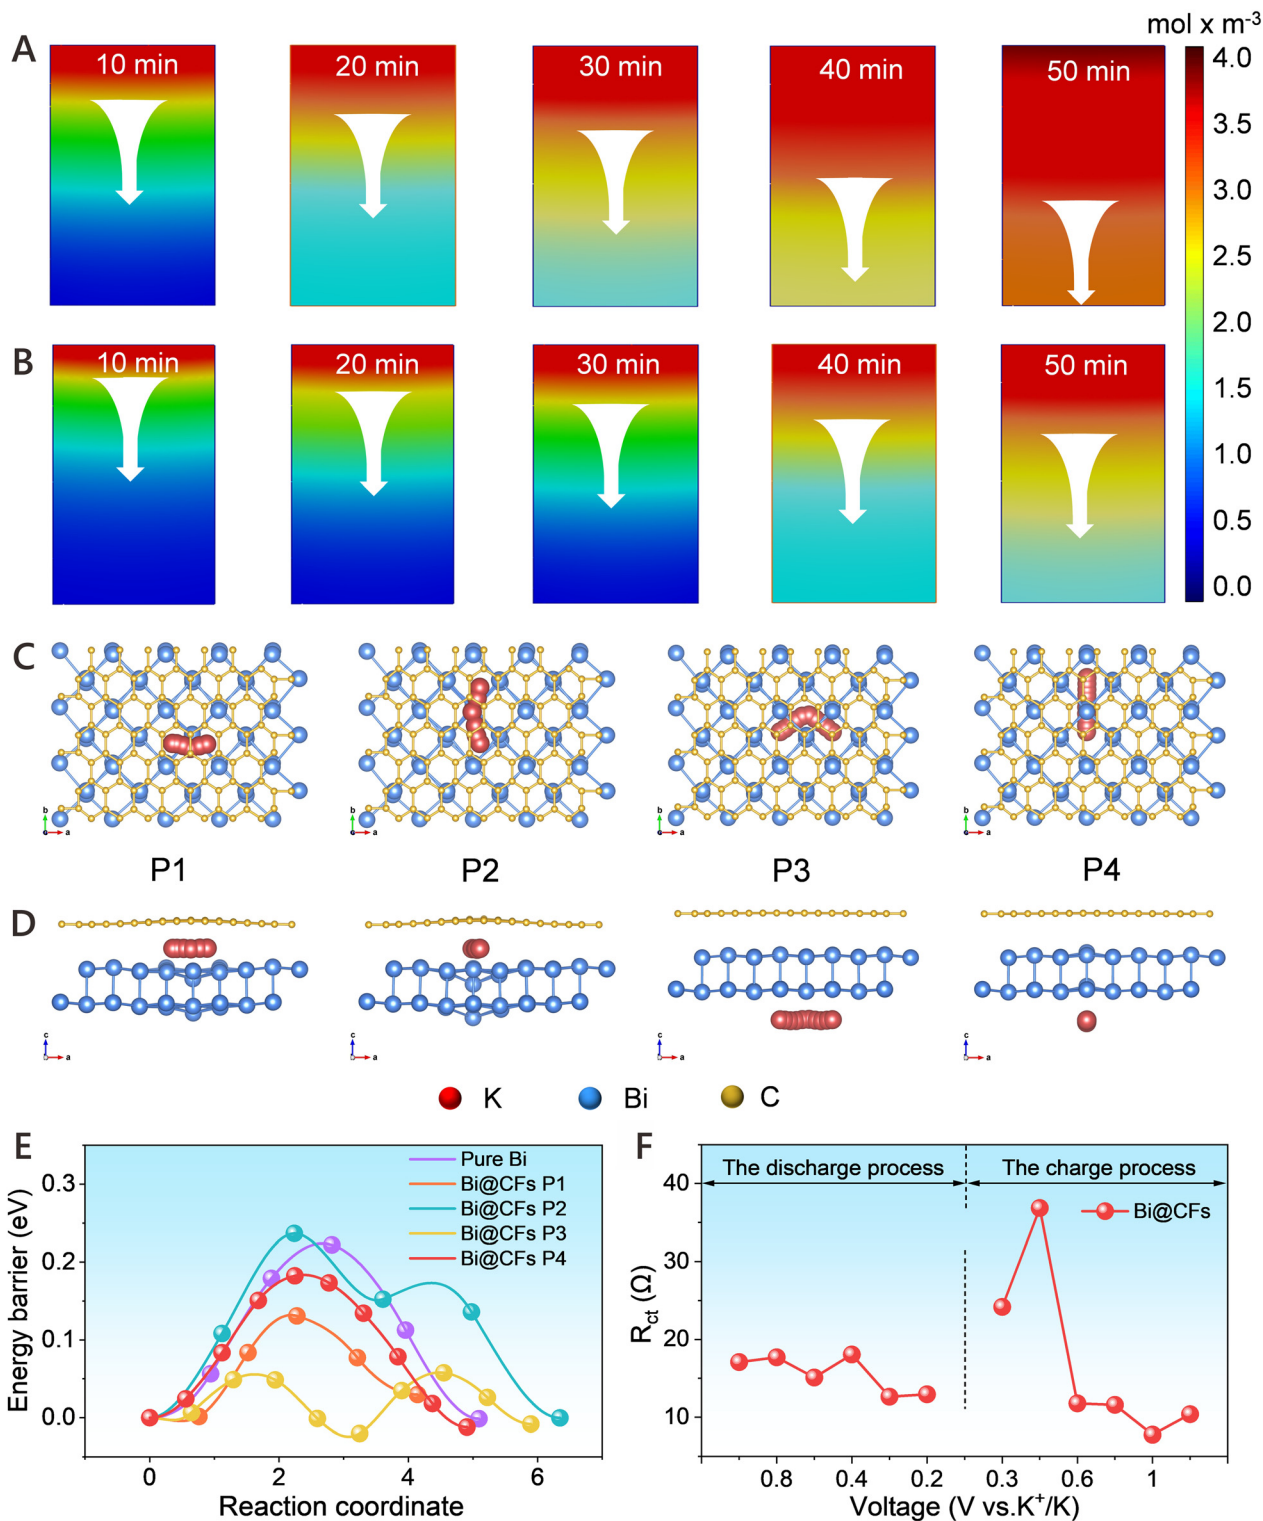 mol x m-3
A
10 min
20 min
30 min
40 min
50 min
4.0
3.5
3.0
2.5
2.0
1.5
1.0
0.5
0.0
B
10 min
20 min
30 min
40 min
50 min
C
b
a
b
a
b
a
b
a
P1
P2
P3
P4
D
c
a
c
a
c
a
c
a
K
Bi
C
E
Energy barrier (eV)
0.3
0.2
0.1
0.0
Pure Bi
Bi@CFs P1
Bi@CFs P2
Bi@CFs P3
Bi@CFs P4
0
2
4
6
Reaction coordinate
F
Rct (Ω)
40
30
20
10
The discharge process
The charge process
Bi@CFs
0.8
0.4
0.2
0.3
0.6
1
Voltage (V vs.K+/K)